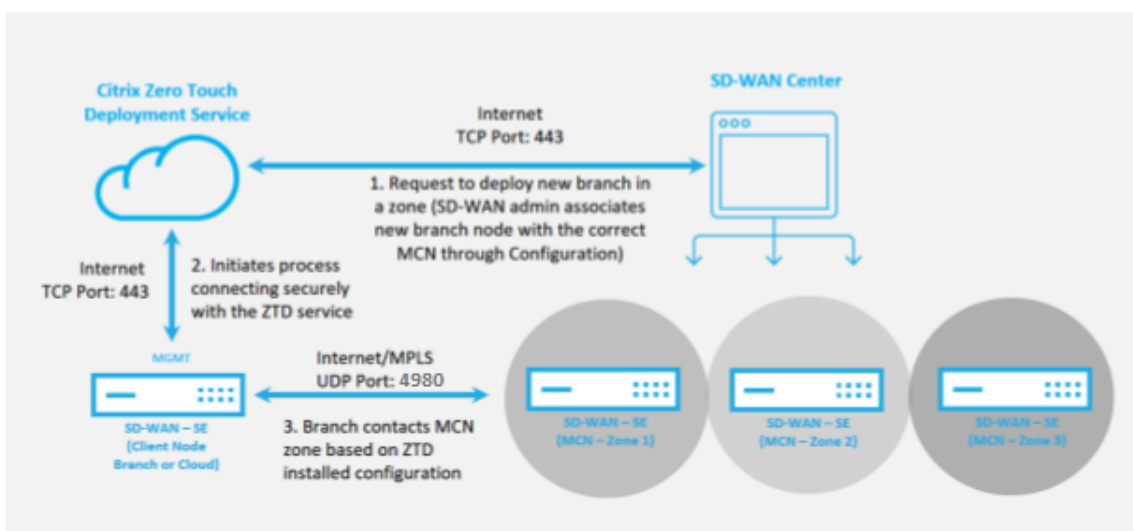 Citrix Zero Touch
Deployment Service
SD-WAN Center
Internet
TCP Port: 443
1. Request to deploy new branch in
a zone (SD-WAN admin associates
new branch node with the correct
MCN through Configuration)
Internet
TCP Port: 443
2. Initiates process
connecting securely
with the ZTD service
MGMT
SD-WAN – SE
(Client Node
Branch or Cloud)
Internet/MPLS
UDP Port: 4980
3. Branch contacts MCN
zone based on ZTD
installed configuration
SD-WAN – SE
(MCN – Zone 1)
SD-WAN – SE
(MCN – Zone 2)
SD-WAN – SE
(MCN – Zone 3)